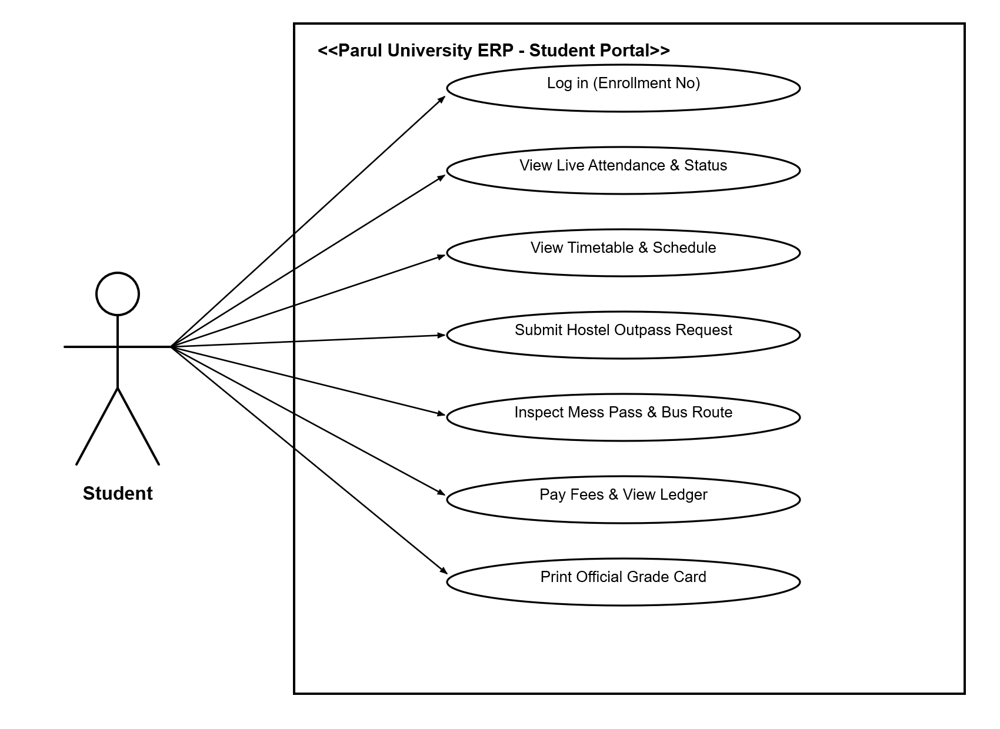 <<Parul University ERP - Student Portal>>
Log in (Enrollment No)
View Live Attendance & Status
View Timetable & Schedule
Submit Hostel Outpass Request
Inspect Mess Pass & Bus Route
Pay Fees & View Ledger
Print Official Grade Card
Student